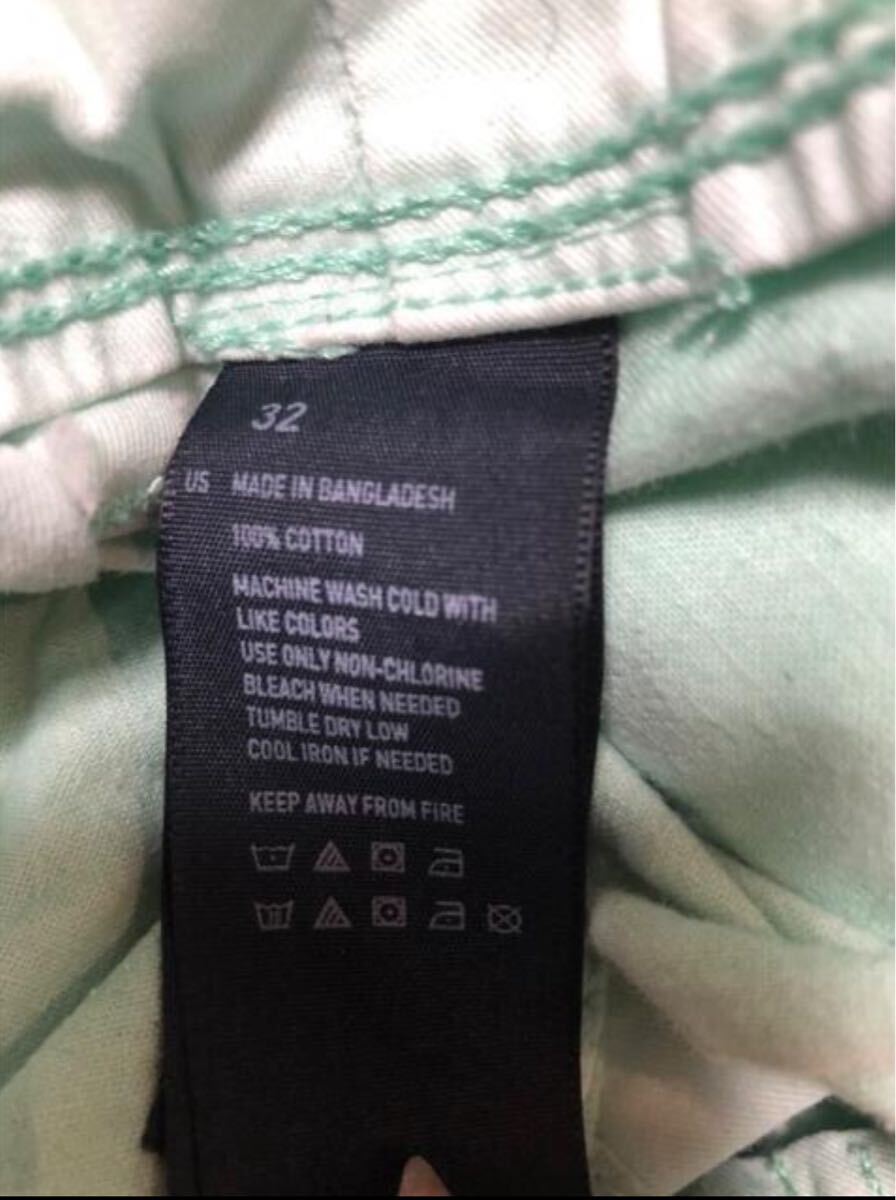 32
US MADE IN BANGLADESH
100% COTTON
MACHINE WASH COLD WITH
LIKE COLORS
USE ONLY NON-CHLORINE
BLEACH WHEN NEEDED
TUMBLE DRY LOW
COOL IRON IF NEEDED
KEEP AWAY FROM FIRE